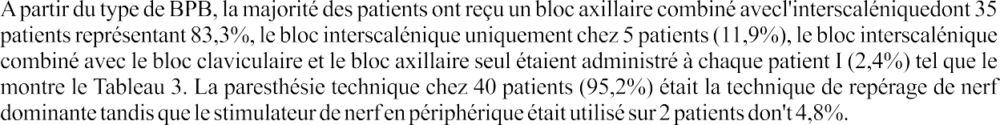 A partir du type de BPB, la majorité des patients ont reçu un bloc axillaire combiné avecl'interscaléniquedont 35
patients représentant 83,3%, le bloc interscalénique uniquement chez 5 patients (11,9%), le bloc interscalénique
combiné avec le bloc claviculaire et le bloc axillaire seul étaient administré à chaque patient I (2,4%) tel que le
montre le Tableau 3. La paresthésie technique chez 40 patients (95,2%) était la technique de repérage de nerf
dominante tandis que le stimulateur de nerf en périphérique était utilisé sur 2 patients don't 4,8%.